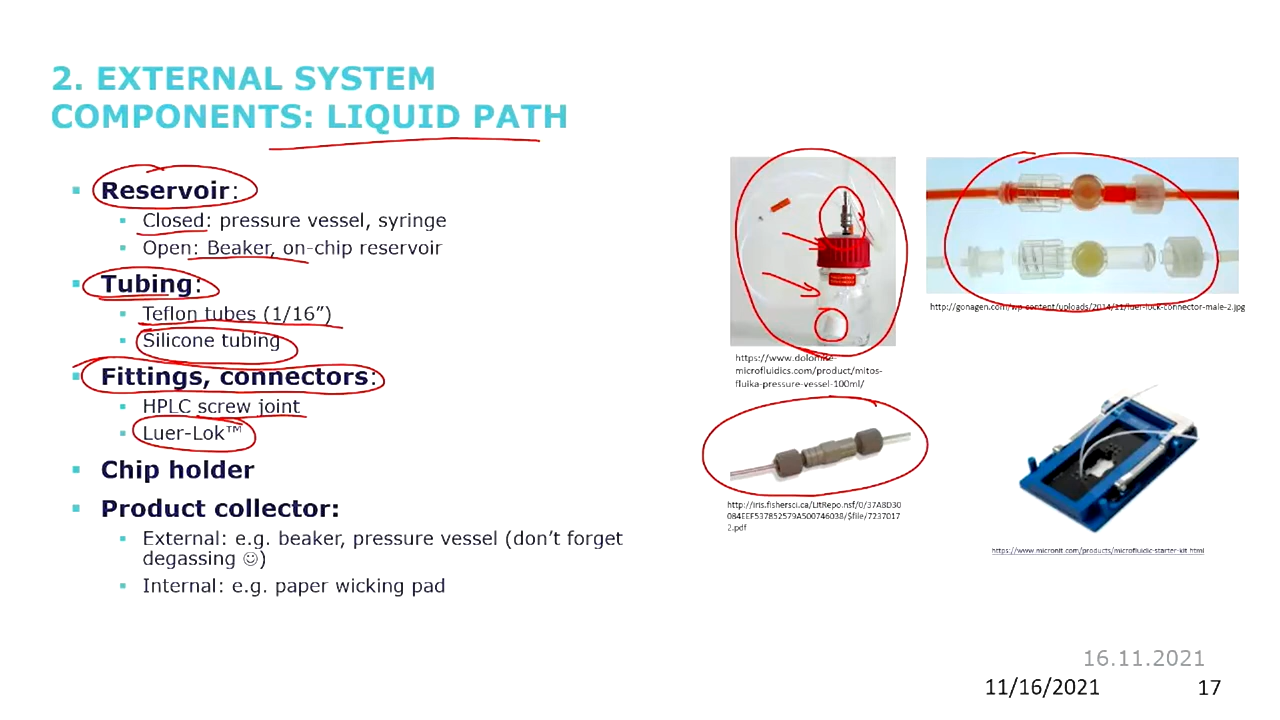 2. EXTERNAL SYSTEM
COMPONENTS: LIQUID PATH
Reservoir:
Closed: pressure vessel, syringe
Open: Beaker, on-chip reservoir
Tubing:
Teflon tubes (1/16”)
Silicone tubing
Fittings, connectors:
HPLC screw joint
Luer-Lok™
Chip holder
Product collector:
External: e.g. beaker, pressure vessel (don’t forget
degassing ☺)
Internal: e.g. paper wicking pad
http://gonagen.com/wp-content/uploads/2014/11/luer-lock-connector-male-2.jpg
https://www.dolomite-
microfluidics.com/product/mitos-
fluika-pressure-vessel-100ml/
http://iris.fishersci.ca/LitRepo.nsf/0/37A8D30
084EEF537852579A500746038/$file/7237017
2.pdf
https://www.micronit.com/products/microfluidic-starter-kit.html
16.11.2021
11/16/2021
17